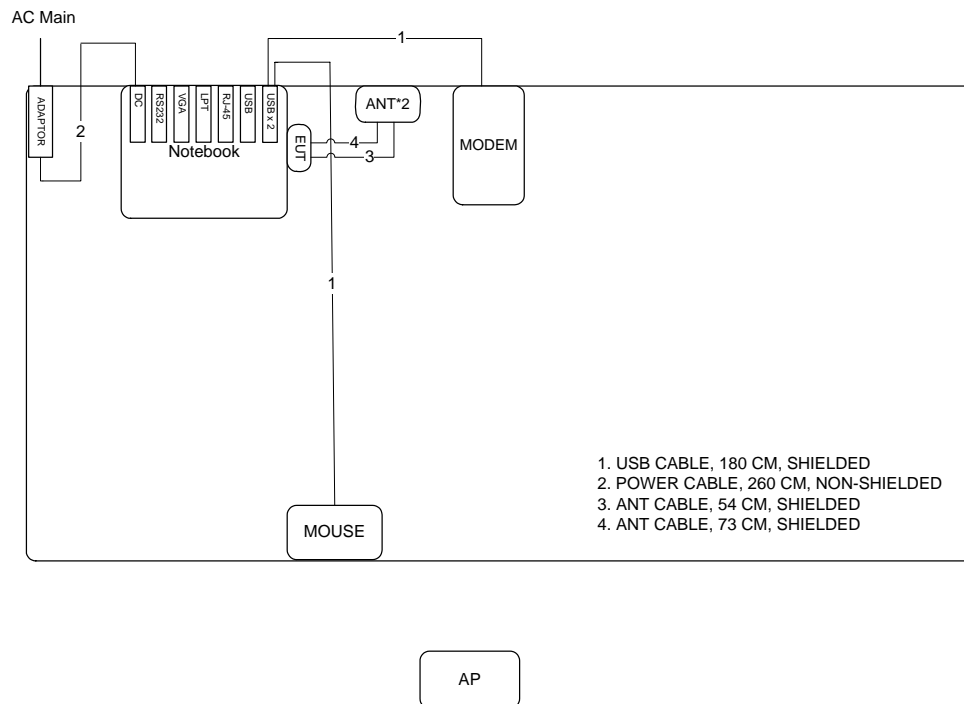 AC Main
1
ADAPTOR
2
DC
RS232
VGA
LPT
RJ-45
USB
USB x 2
Notebook
EUT
ANT*2
4
3
MODEM
1
1. USB CABLE, 180 CM, SHIELDED
2. POWER CABLE, 260 CM, NON-SHIELDED
3. ANT CABLE, 54 CM, SHIELDED
4. ANT CABLE, 73 CM, SHIELDED
MOUSE
AP